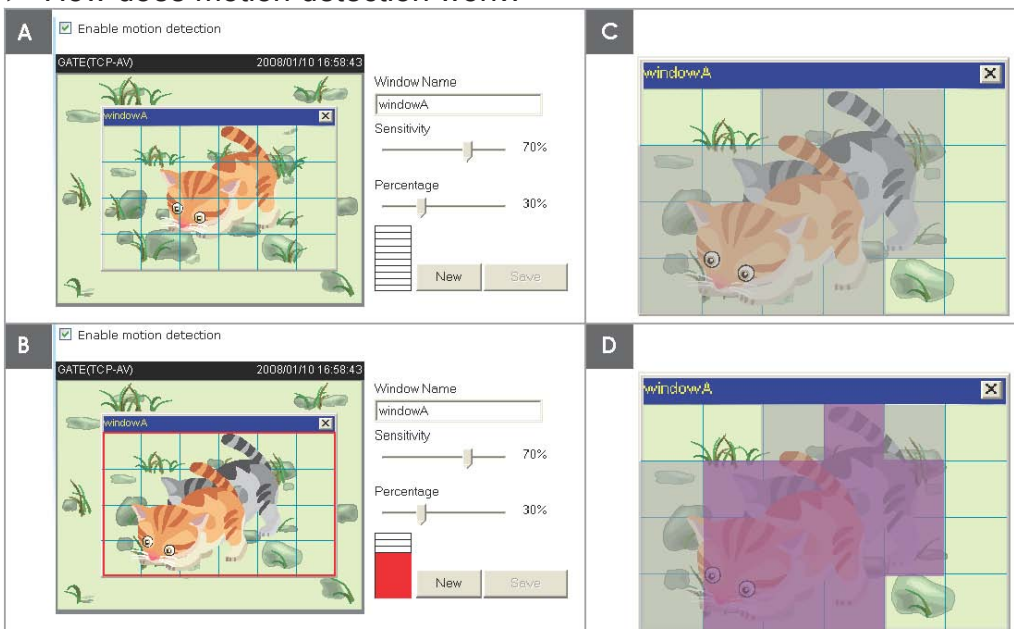 A
Enable motion detection
GATE(TCP-AV) 2008/01/10 16:58:43
windowA
Window Name
windowA
Sensitivity
70%
Percentage
30%
New Save
C
windowA
B
Enable motion detection
GATE(TCP-AV) 2008/01/10 16:58:43
windowA
Window Name
windowA
Sensitivity
70%
Percentage
30%
New Save
D
windowA